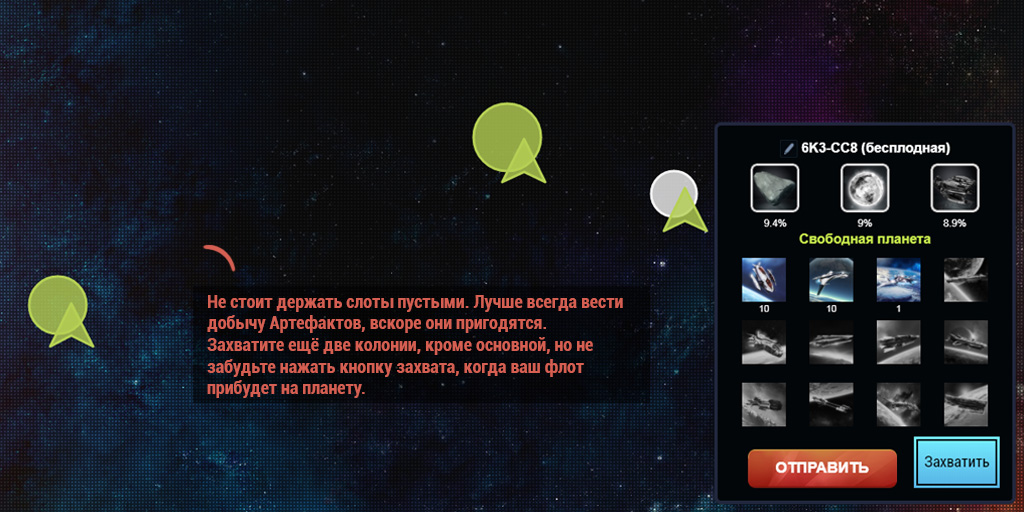 6K3-CC8 (бесплодная)
9.4% 9% 8.9%
Свободная планета
10 10 1
Не стоит держать слоты пустыми. Лучше всегда вести
добычу Артефактов, вскоре они пригодятся.
Захватите ещё две колонии, кроме основной, но не
забудьте нажать кнопку захвата, когда ваш флот
прибудет на планету.
ОТПРАВИТЬ
Захватить